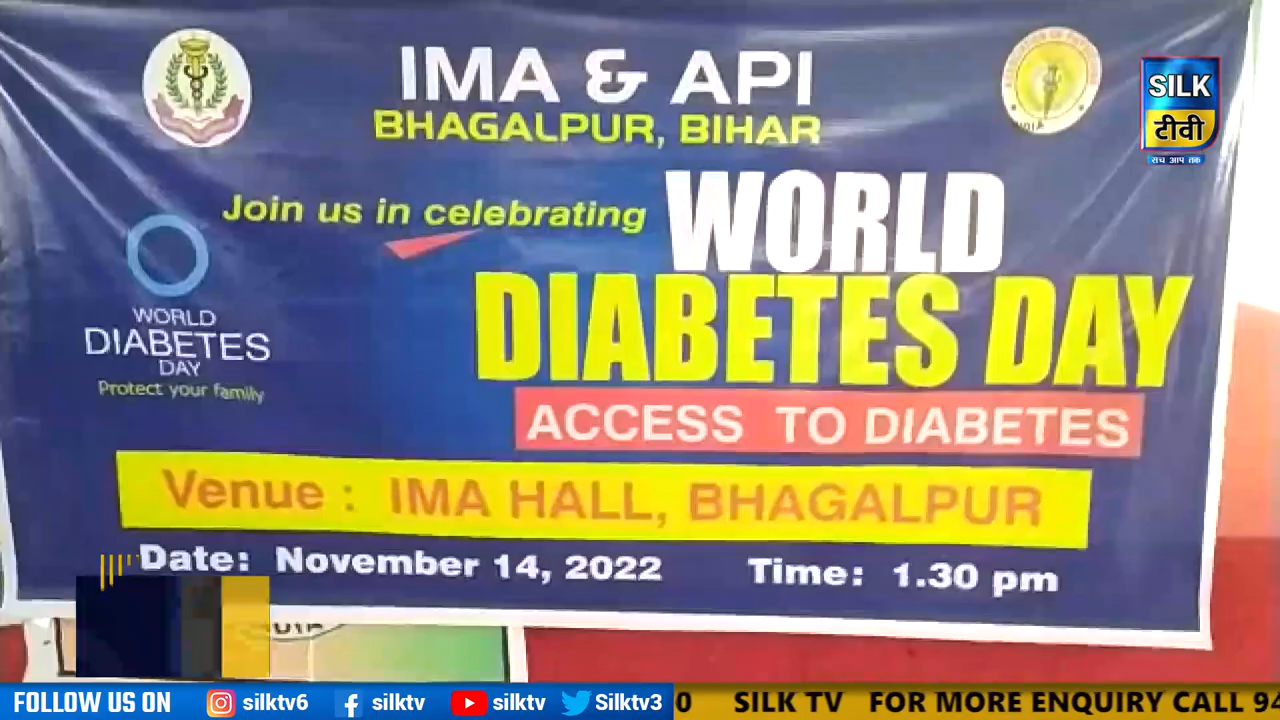 IMA & API
BHAGALPUR, BIHAR
SILK
टीवी
सच आप तक
Join us in celebrating
WORLD
DIABETES DAY
WORLD
DIABETES
DAY
Protect your family
ACCESS TO DIABETES
Venue : IMA HALL, BHAGALPUR
Date: November 14, 2022 Time: 1.30 pm
FOLLOW US ON silktv6 silktv silktv Silktv3 0 SILK TV FOR MORE ENQUIRY CALL 94